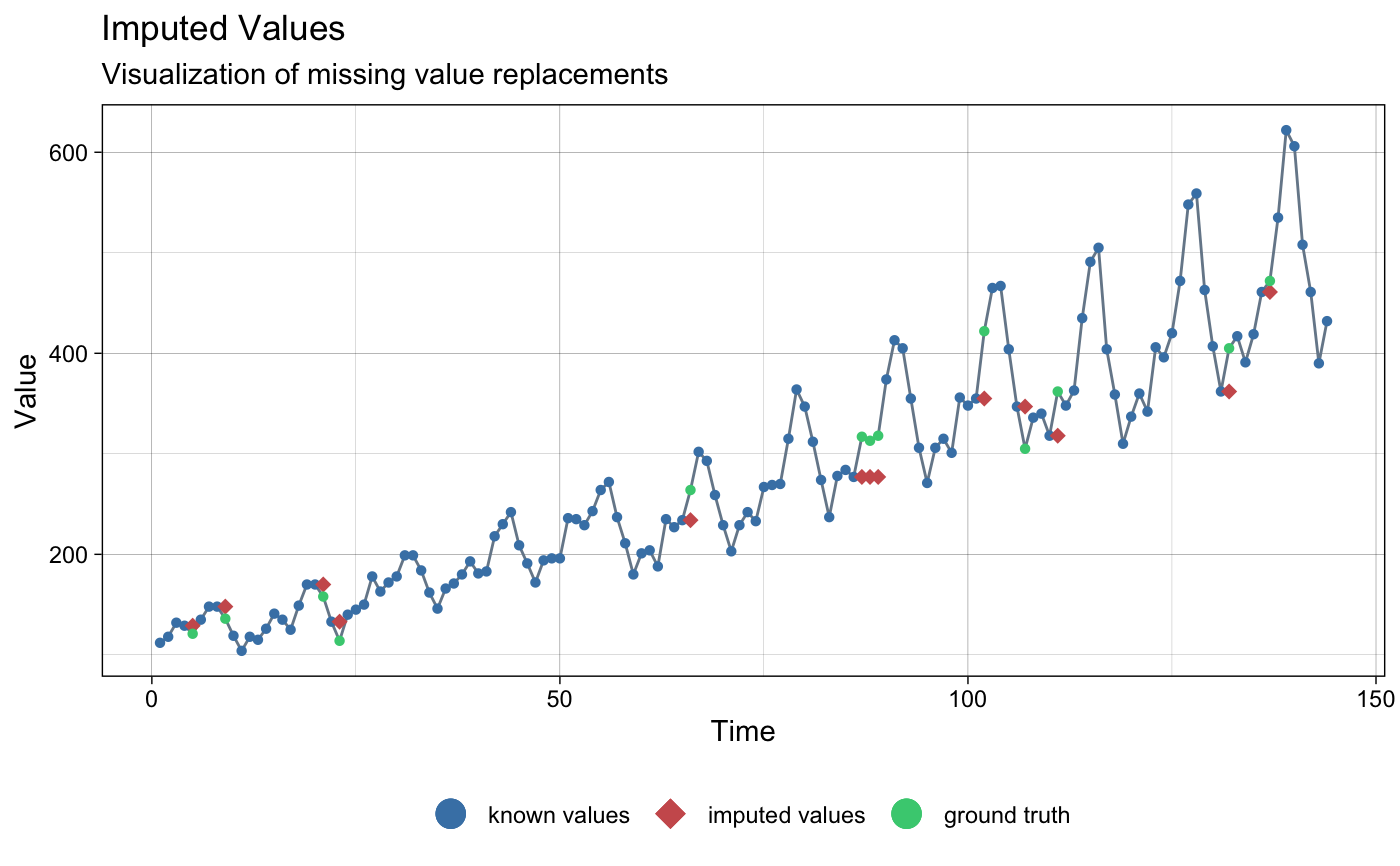 Imputed Values
Visualization of missing value replacements
600
400
200
Value
0 50 100 150
Time
known values imputed values ground truth